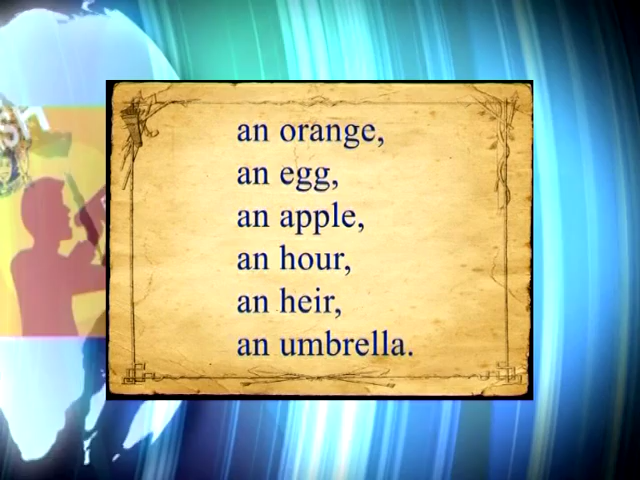 an orange,
an egg,
an apple,
an hour,
an heir,
an umbrella.